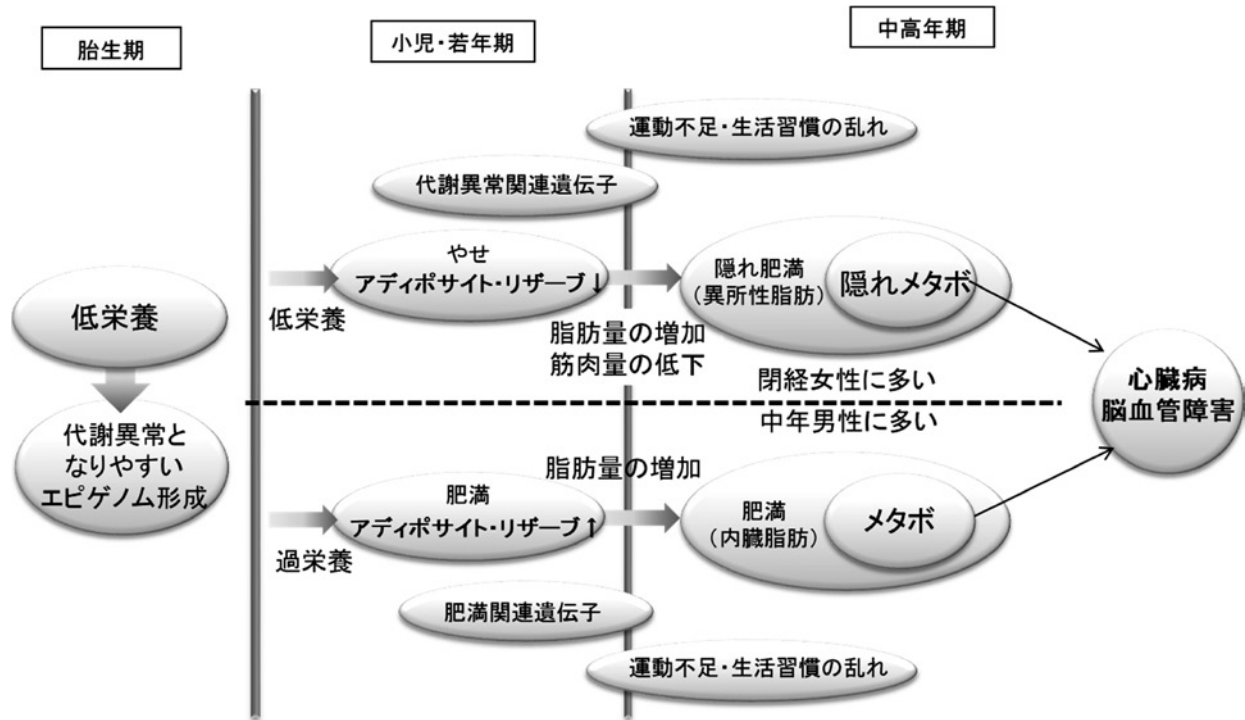 胎生期
小児・若年期
中高年期
運動不足・生活習慣の乱れ
代謝異常関連遺伝子
やせ
アディポサイト・リザーブ↓
低栄養
隠れ肥満
(異所性脂肪)
隠れメタボ
低栄養
脂肪量の増加
筋肉量の低下
閉経女性に多い
心臓病
脳血管障害
代謝異常と
なりやすい
エピゲノム形成
中年男性に多い
脂肪量の増加
肥満
アディポサイト・リザーブ↑
過栄養
肥満
(内臓脂肪)
メタボ
肥満関連遺伝子
運動不足・生活習慣の乱れ